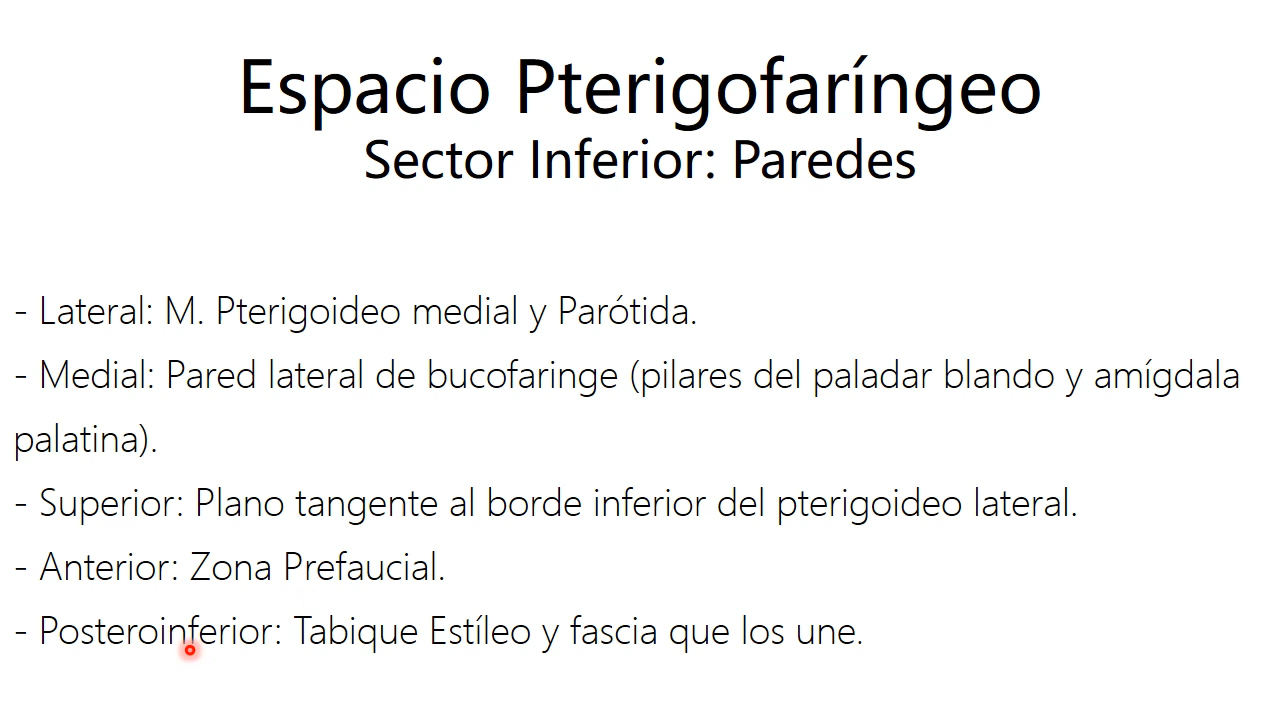 Espacio Pterigofaríngeo
Sector Inferior: Paredes
- Lateral: M. Pterigoideo medial y Parótida.
- Medial: Pared lateral de bucofaringe (pilares del paladar blando y amígdala
palatina).
- Superior: Plano tangente al borde inferior del pterigoideo lateral.
- Anterior: Zona Prefaucial.
- Posteroinferior: Tabique Estíleo y fascia que los une.